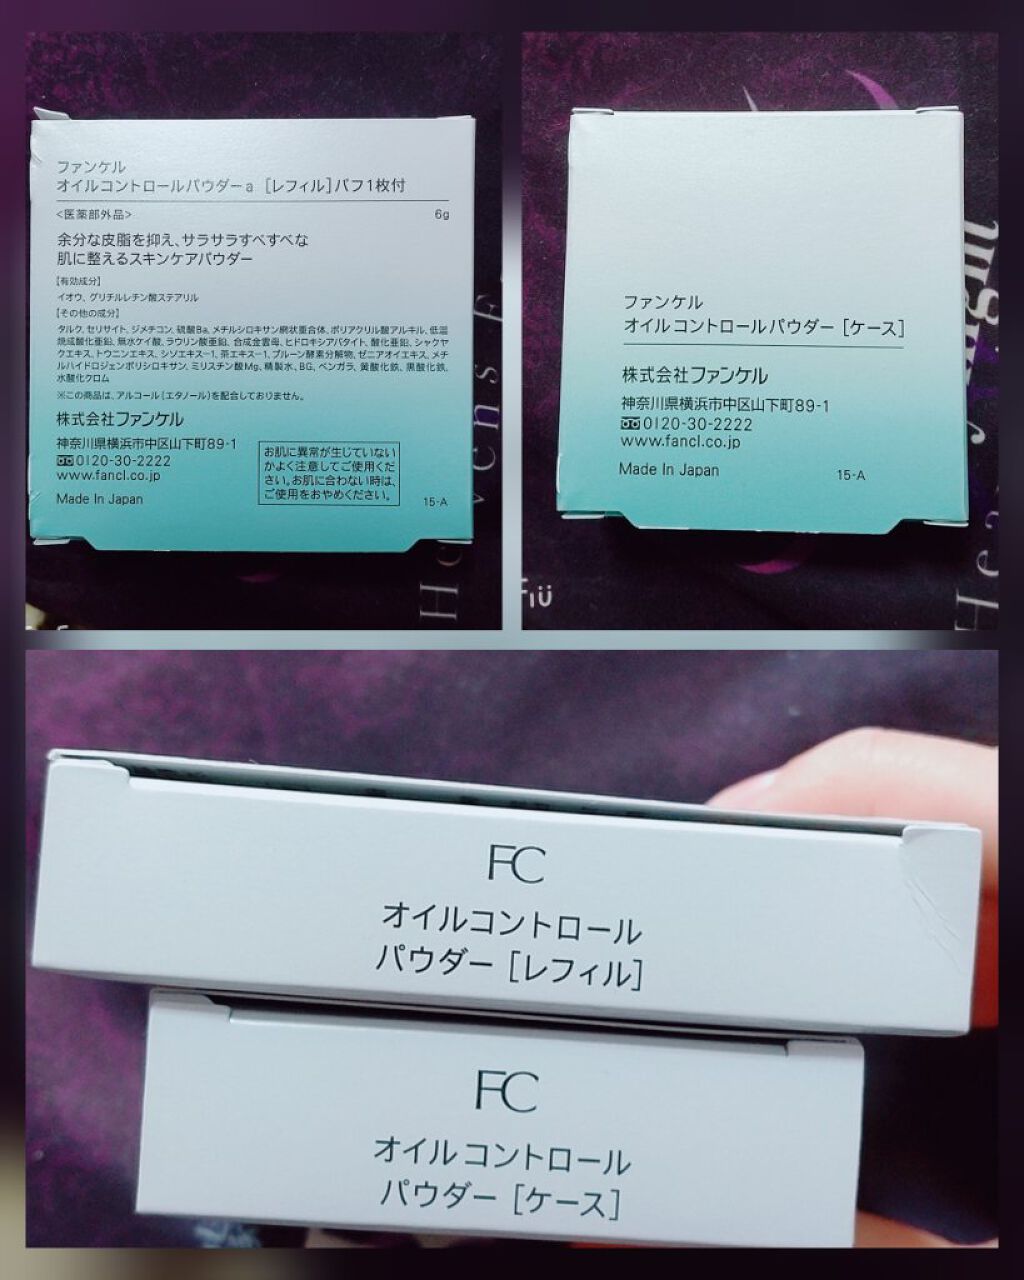 ファンケル
オイルコントロールパウダーa [レフィル]パフ1枚付
<医薬部外品>
6g
余分な皮脂を抑え、サラサラすべすべな
肌に整えるスキンケアパウダー
【有効成分】
イオウ、グリチルレチン酸ステアリル
【その他の成分】
タルク、セリサイト、ジメチコン、硫酸Ba、メチルシロキサン網状重合体、ポリアクリル酸アルキル、低温
焼成酸化亜鉛、無水ケイ酸、ラウリン酸亜鉛、合成金雲母、ヒドロキシアパタイト、酸化亜鉛、シャクヤ
クエキス、トウニンエキス、シソエキス-1、茶エキス-1、プルーン酵素分解物、ゼニアオイエキス、メチ
ルハイドロジェンポリシロキサン、ミリスチン酸Mg、精製水、BG、ベンガラ、黄酸化鉄、黒酸化鉄、
水酸化クロム
※この商品は、アルコール(エタノール)を配合しておりません。
株式会社ファンケル
神奈川県横浜市中区山下町89-1
0120-30-2222
www.fancl.co.jp
Made In Japan
お肌に異常が生じていない
かよく注意してご使用くだ
さい。お肌に合わない時は、
ご使用をおやめください。
15-A
ファンケル
オイルコントロールパウダー [ケース]
株式会社ファンケル
神奈川県横浜市中区山下町89-1
0120-30-2222
www.fancl.co.jp
Made In Japan
15-A
FC
オイルコントロール
パウダー [レフィル]
FC
オイルコントロール
パウダー [ケース]